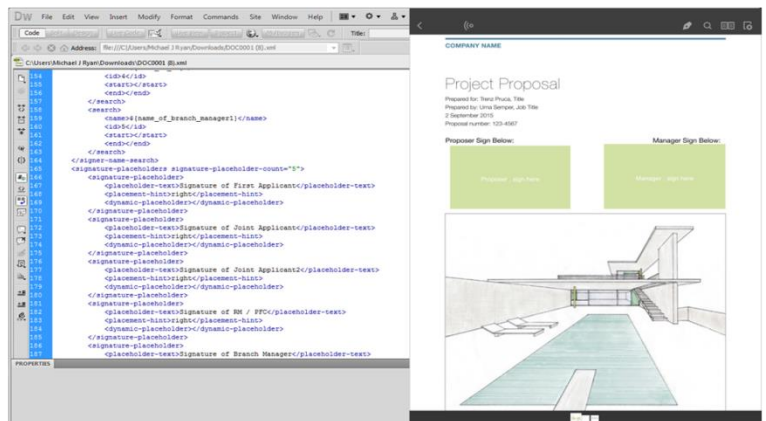 DW File Edit View Insert Modify Format Commands Site Window Help
Code Title:
Address: file:///C|/Users/Michael J Ryan/Downloads/DOC0001 (8).xml
C:\Users\Michael J Ryan\Downloads\DOC0001 (8).xml
154 <id>4</id>
155 <start></start>
156 <end></end>
157 </search>
158 <search>
159 <name>${name_of_branch_manager1}</name>
160 <id>5</id>
161 <start></start>
162 <end></end>
163 </search>
164 </signer-name-search>
165 <signature-placeholders signature-placeholder-count="5">
166 <signature-placeholder>
167 <placeholder-text>Signature of First Applicant</placeholder-text>
168 <placement-hint>right</placement-hint>
169 <dynamic-placeholder></dynamic-placeholder>
170 </signature-placeholder>
171 <signature-placeholder>
172 <placeholder-text>Signature of Joint Applicant</placeholder-text>
173 <placement-hint>right</placement-hint>
174 <dynamic-placeholder></dynamic-placeholder>
175 </signature-placeholder>
176 <signature-placeholder>
177 <placeholder-text>Signature of Joint Applicant2</placeholder-text>
178 <placement-hint>right</placement-hint>
179 <dynamic-placeholder></dynamic-placeholder>
180 </signature-placeholder>
181 <signature-placeholder>
182 <placeholder-text>Signature of RM / PFC</placeholder-text>
183 <placement-hint>right</placement-hint>
184 <dynamic-placeholder></dynamic-placeholder>
185 </signature-placeholder>
186 <signature-placeholder>
187 <placeholder-text>Signature of Branch Manager</placeholder-text>
PROPERTIES
COMPANY NAME
Project Proposal
Prepared for: Trenz Pruca, Title
Prepared by: Urna Semper, Job Title
2 September 2015
Proposal number: 123-4567
Proposer Sign Below: Manager Sign Below:
Proposer sign here Manager sign here